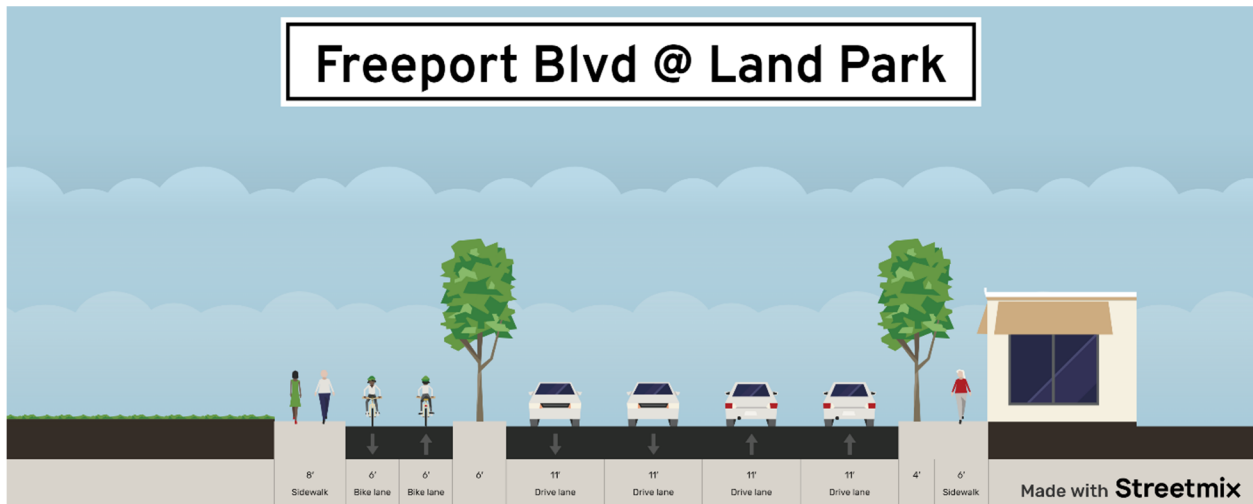 Freeport Blvd @ Land Park
8' 6' 6' 6' 11' 11' 11' 11' 4' 6'
Sidewalk Bike lane Bike lane Drive lane Drive lane Drive lane Drive lane Sidewalk
Made with Streetmix